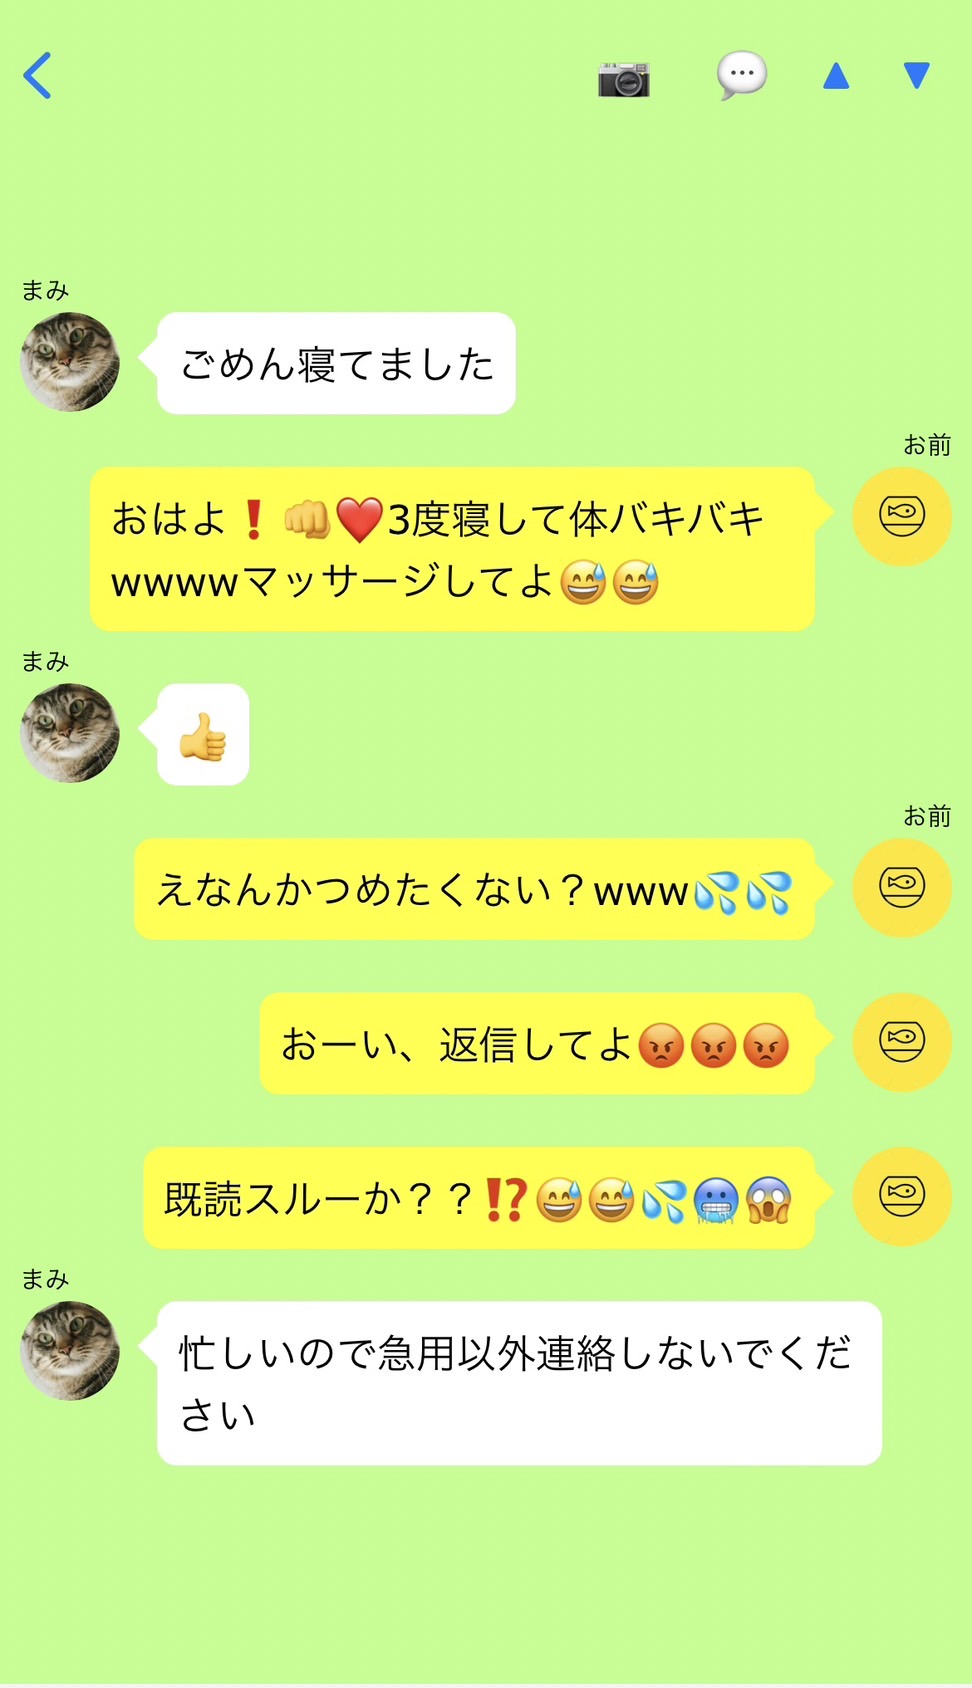 まみ
ごめん寝てました
お前
おはよ❗👊❤️3度寝して体バキバキ
wwwwマッサージしてよ😅😅
まみ
👍
お前
えなんかつめたくない？www💦💦
おーい、返信してよ😡😡😡
既読スルーか？？⁉️😅😅💦🥶😱
まみ
忙しいので急用以外連絡しないでくだ
さい